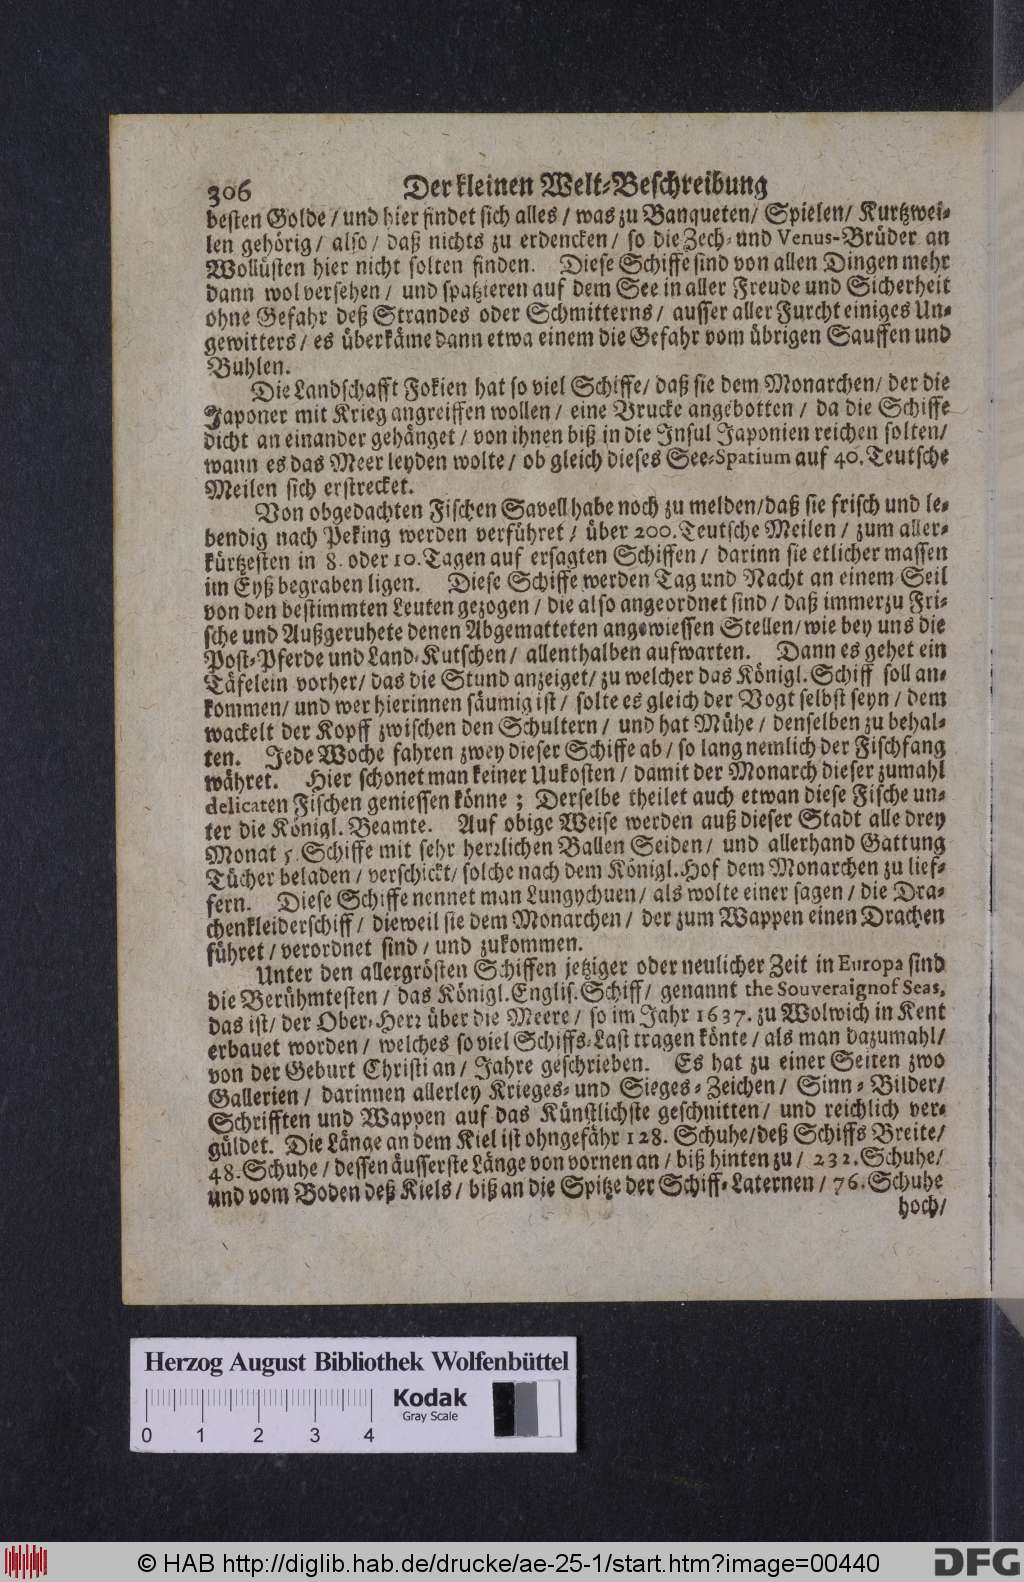 306 Der kleinen Welt-Beschreibung
besten Golde / und hier findet sich alles / was zu Banqueten / Spielen / Kurtzwei-
len gehörig / also / daß nichts zu erdencken / so die Zech- und Venus-Brüder an
Wollüsten hier nicht solten finden. Diese Schiffe sind von allen Dingen mehr
dann wol versehen / und spatzieren auf dem See in aller Freude und Sicherheit
ohne Gefahr deß Strandes oder Schmitterns / ausser aller Furcht einiges Un-
gewitters / es überkäme dann etwa einem die Gefahr vom übrigen Sauffen und
Buhlen.
Die Landschafft Fokien hat so viel Schiffe / daß sie dem Monarchen / der die
Japoner mit Krieg angreiffen wollen / eine Brucke angebotten / da die Schiffe
dicht an einander gehänget / von ihnen biß in die Insul Japonien reichen solten /
wann es das Meer leyden wolte / ob gleich dieses See-Spatium auf 40. Teutsche
Meilen sich erstrecket.
Von obgedachten Fischen Savell habe noch zu melden / daß sie frisch und le-
bendig nach Peking werden verführet / über 200. Teutsche Meilen / zum aller-
kürtzesten in 8. oder 10. Tagen auf ersagten Schiffen / darinn sie etlicher massen
im Eyß begraben ligen. Diese Schiffe werden Tag und Nacht an einem Seil
von den bestimmten Leuten gezogen / die also angeordnet sind / daß immerzu Fri-
sche und Außgeruhete denen Abgematteten angewiessen Stellen / wie bey uns die
Post-Pferde und Land-Kutschen / allenthalben aufwarten. Dann es gehet ein
Täfelein vorher / das die Stund anzeiget / zu welcher das Königl. Schiff soll an-
kommen / und wer hierinnen säumig ist / solte es gleich der Vogt selbst seyn / dem
wackelt der Kopff zwischen den Schultern / und hat Mühe / denselben zu behal-
ten. Jede Woche fahren zwey dieser Schiffe ab / so lang nemlich der Fischfang
währet. Hier schonet man keiner Unkosten / damit der Monarch dieser zumahl
delicaten Fischen geniessen könne ; Derselbe theilet auch etwan diese Fische un-
ter die Königl. Beamte. Auf obige Weise werden auß dieser Stadt alle drey
Monat 5. Schiffe mit sehr herrlichen Ballen Seiden / und allerhand Gattung
Tücher beladen / verschickt / solche nach dem Königl. Hof dem Monarchen zu lief-
fern. Diese Schiffe nennet man Lungychuen / als wolte einer sagen / die Dra-
chenkleiderschiff / dieweil sie dem Monarchen / der zum Wappen einen Drachen
führet / verordnet sind / und zukommen.
Unter den allergrösten Schiffen jetziger oder neulicher Zeit in Europa sind
die Berühmtesten / das Königl. Englis. Schiff / genannt the Souveraign of Seas,
das ist / der Ober-Herr über die Meere / so im Jahr 1637. zu Wolwich in Kent
erbauet worden / welches so viel Schiffs-Last tragen könte / als man dazumahl /
von der Geburt Christi an / Jahre geschrieben. Es hat zu einer Seiten zwo
Gallerien / darinnen allerley Krieges- und Sieges-Zeichen / Sinn-Bilder /
Schrifften und Wappen auf das Künstlichste geschnitten / und reichlich ver-
güldet. Die Länge an dem Kiel ist ohngefähr 128. Schuhe / deß Schiffs Breite /
48. Schuhe / dessen äusserste Länge von vornen an / biß hinten zu / 232. Schuhe /
und vom Boden deß Kiels / biß an die Spitze der Schiff-Laternen / 76. Schuhe
hoch /
Herzog August Bibliothek Wolfenbüttel
Kodak
Gray Scale
0 1 2 3 4
© HAB http://diglib.hab.de/drucke/ae-25-1/start.htm?image=00440
DFG